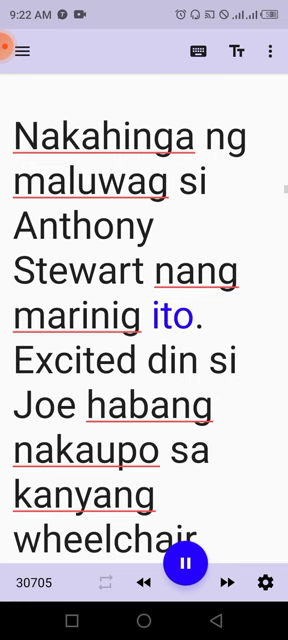 9:22 AM
Nakahinga ng
maluwag si
Anthony
Stewart nang
marinig ito.
Excited din si
Joe habang
nakaupo sa
kanyang
wheelchair
30705